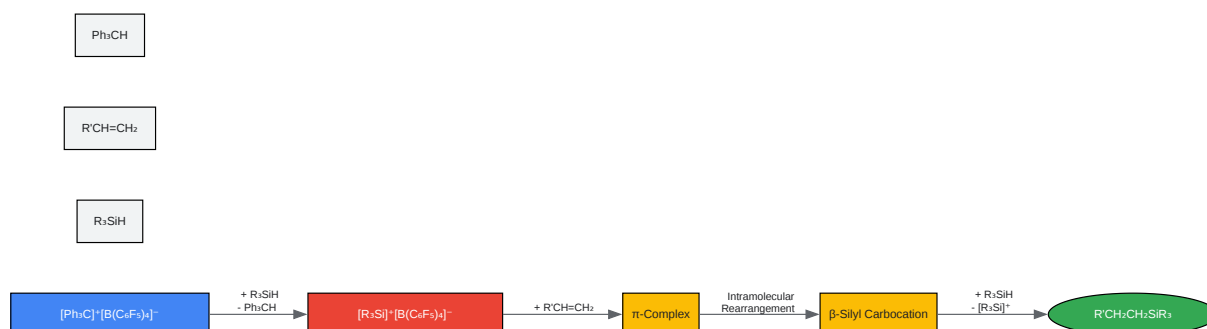 Ph₃CH
R'CH=CH₂
R₃SiH
[Ph₃C]⁺[B(C₆F₅)₄]⁻
+ R₃SiH
- Ph₃CH
[R₃Si]⁺[B(C₆F₅)₄]⁻
+ R'CH=CH₂
π-Complex
Intramolecular
Rearrangement
β-Silyl Carbocation
+ R₃SiH
- [R₃Si]⁺
R'CH₂CH₂SiR₃